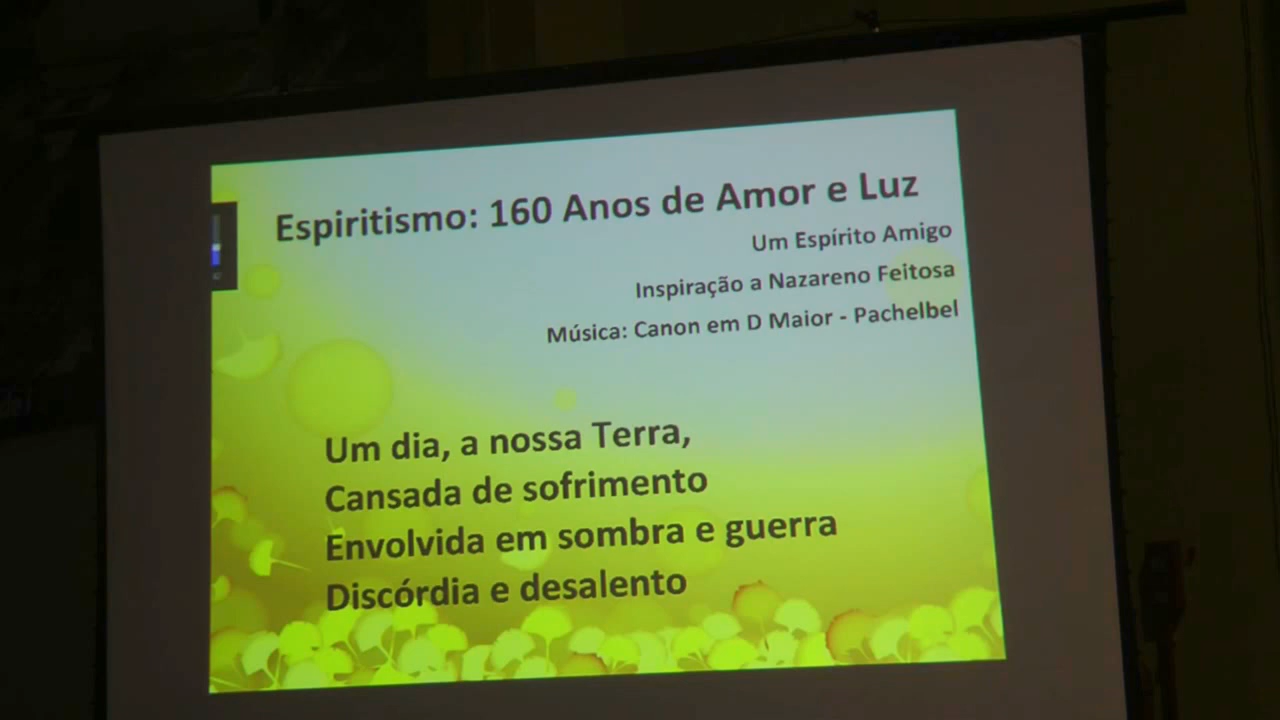 Espiritismo: 160 Anos de Amor e Luz
Um Espírito Amigo
Inspiração a Nazareno Feitosa
Música: Canon em D Maior - Pachelbel
Um dia, a nossa Terra,
Cansada de sofrimento
Envolvida em sombra e guerra
Discórdia e desalento